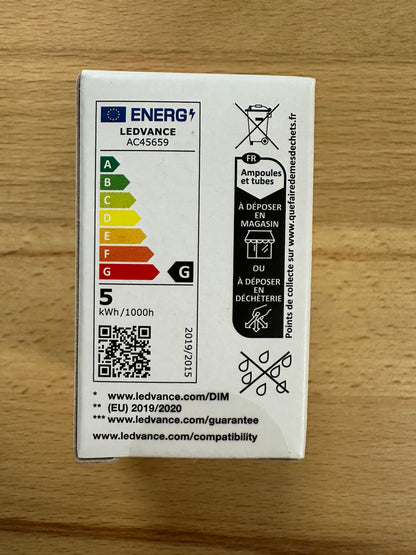 ENERG
LEDVANCE
AC45659
A
B
C
D
E
F
G
G
5
kWh/1000h
2019/2015
FR
Ampoules
et tubes
À DÉPOSER
EN
MAGASIN
OU
À DÉPOSER
EN
DÉCHÈTERIE
Points de collecte sur www.quefairedemesdechets.fr
* www.ledvance.com/DIM
** (EU) 2019/2020
*** www.ledvance.com/guarantee
www.ledvance.com/compatibility